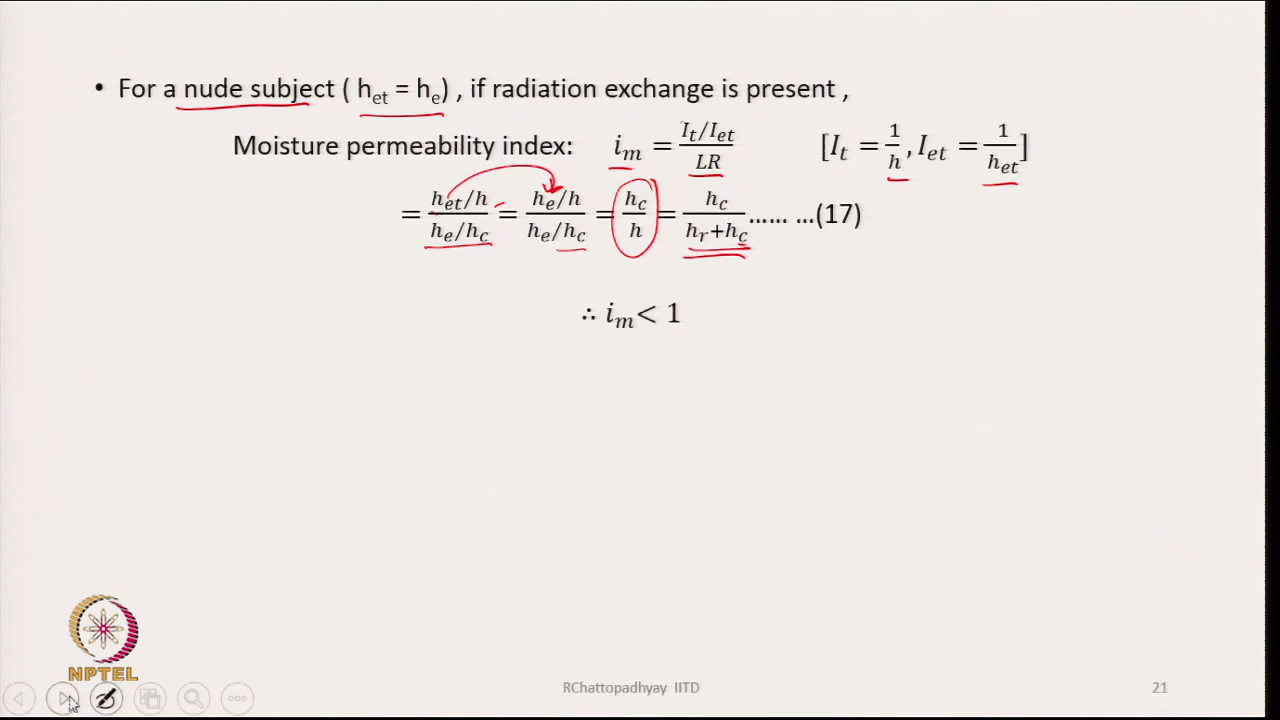 • For a nude subject ( h_et = h_e) , if radiation exchange is present ,
Moisture permeability index: i_m = (I_t/I_et)/LR [I_t = 1/h, I_et = 1/h_et]
= (h_et/h)/(h_e/h_c) = (h_e/h)/(h_e/h_c) = h_c/h = h_c/(h_r+h_c) …… …(17)
∴ i_m < 1
NPTEL
RChattopadhyay IITD
21